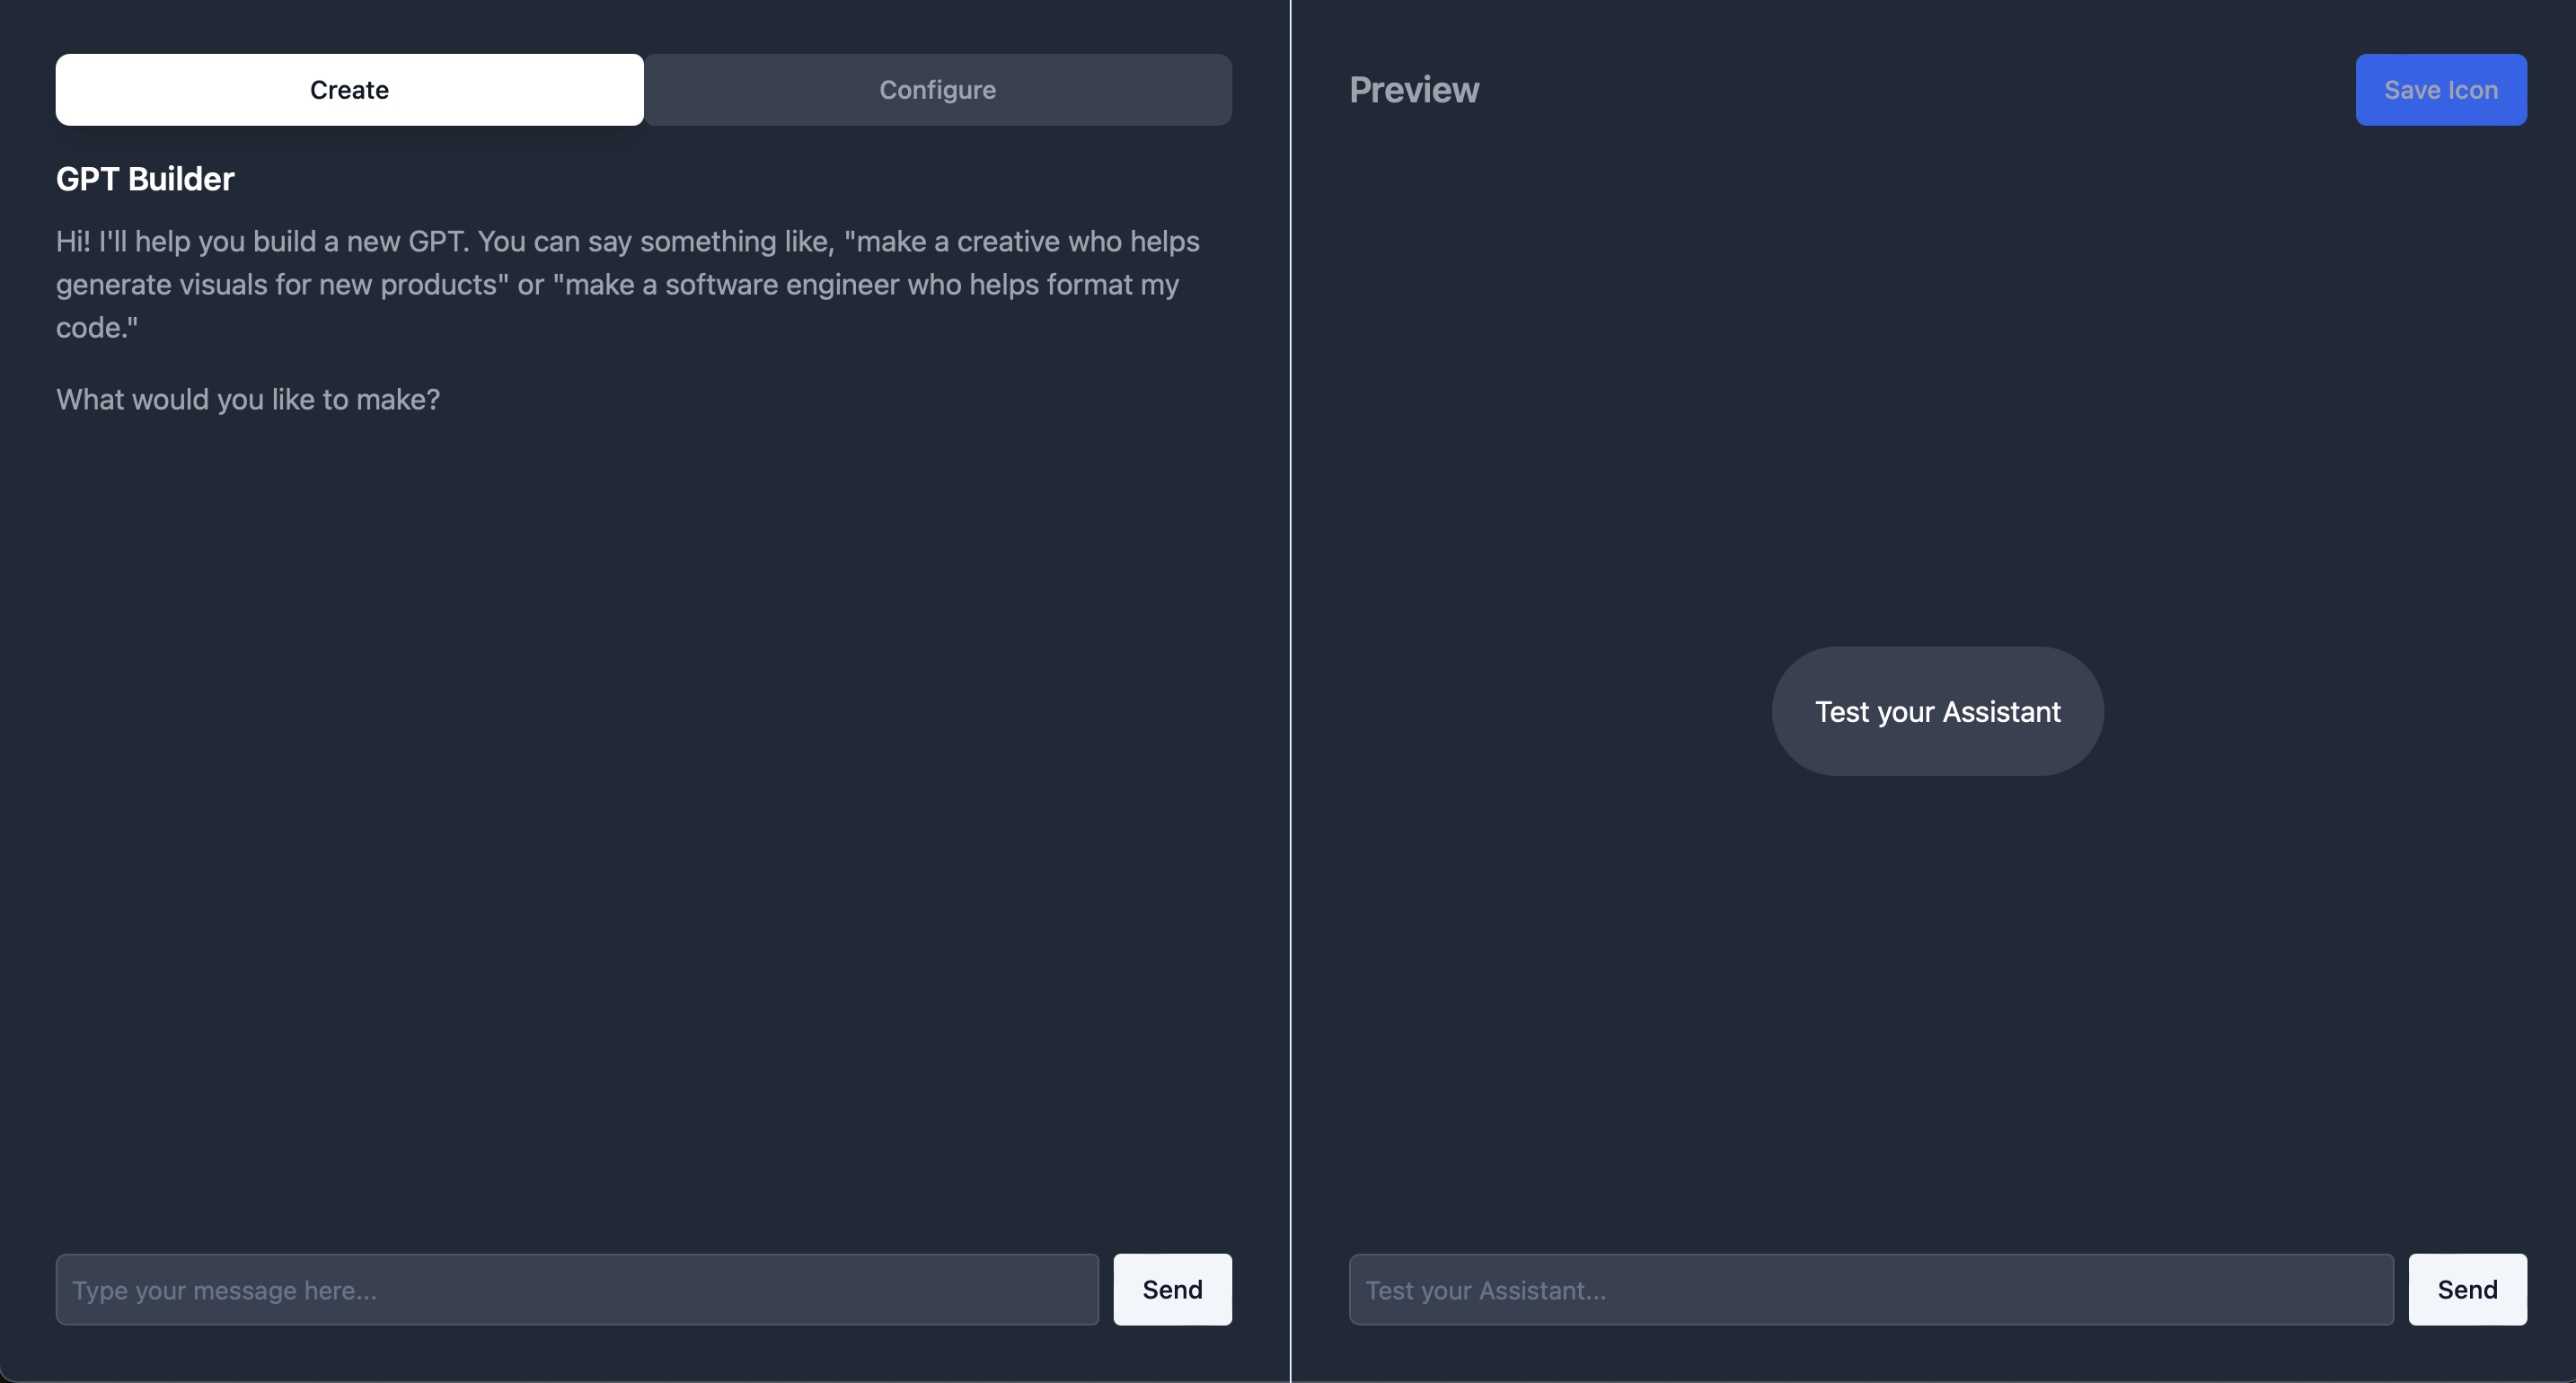 Create
Configure
GPT Builder
Hi! I'll help you build a new GPT. You can say something like, "make a creative who helps
generate visuals for new products" or "make a software engineer who helps format my
code."
What would you like to make?
Type your message here...
Send
Preview
Save Icon
Test your Assistant
Test your Assistant...
Send